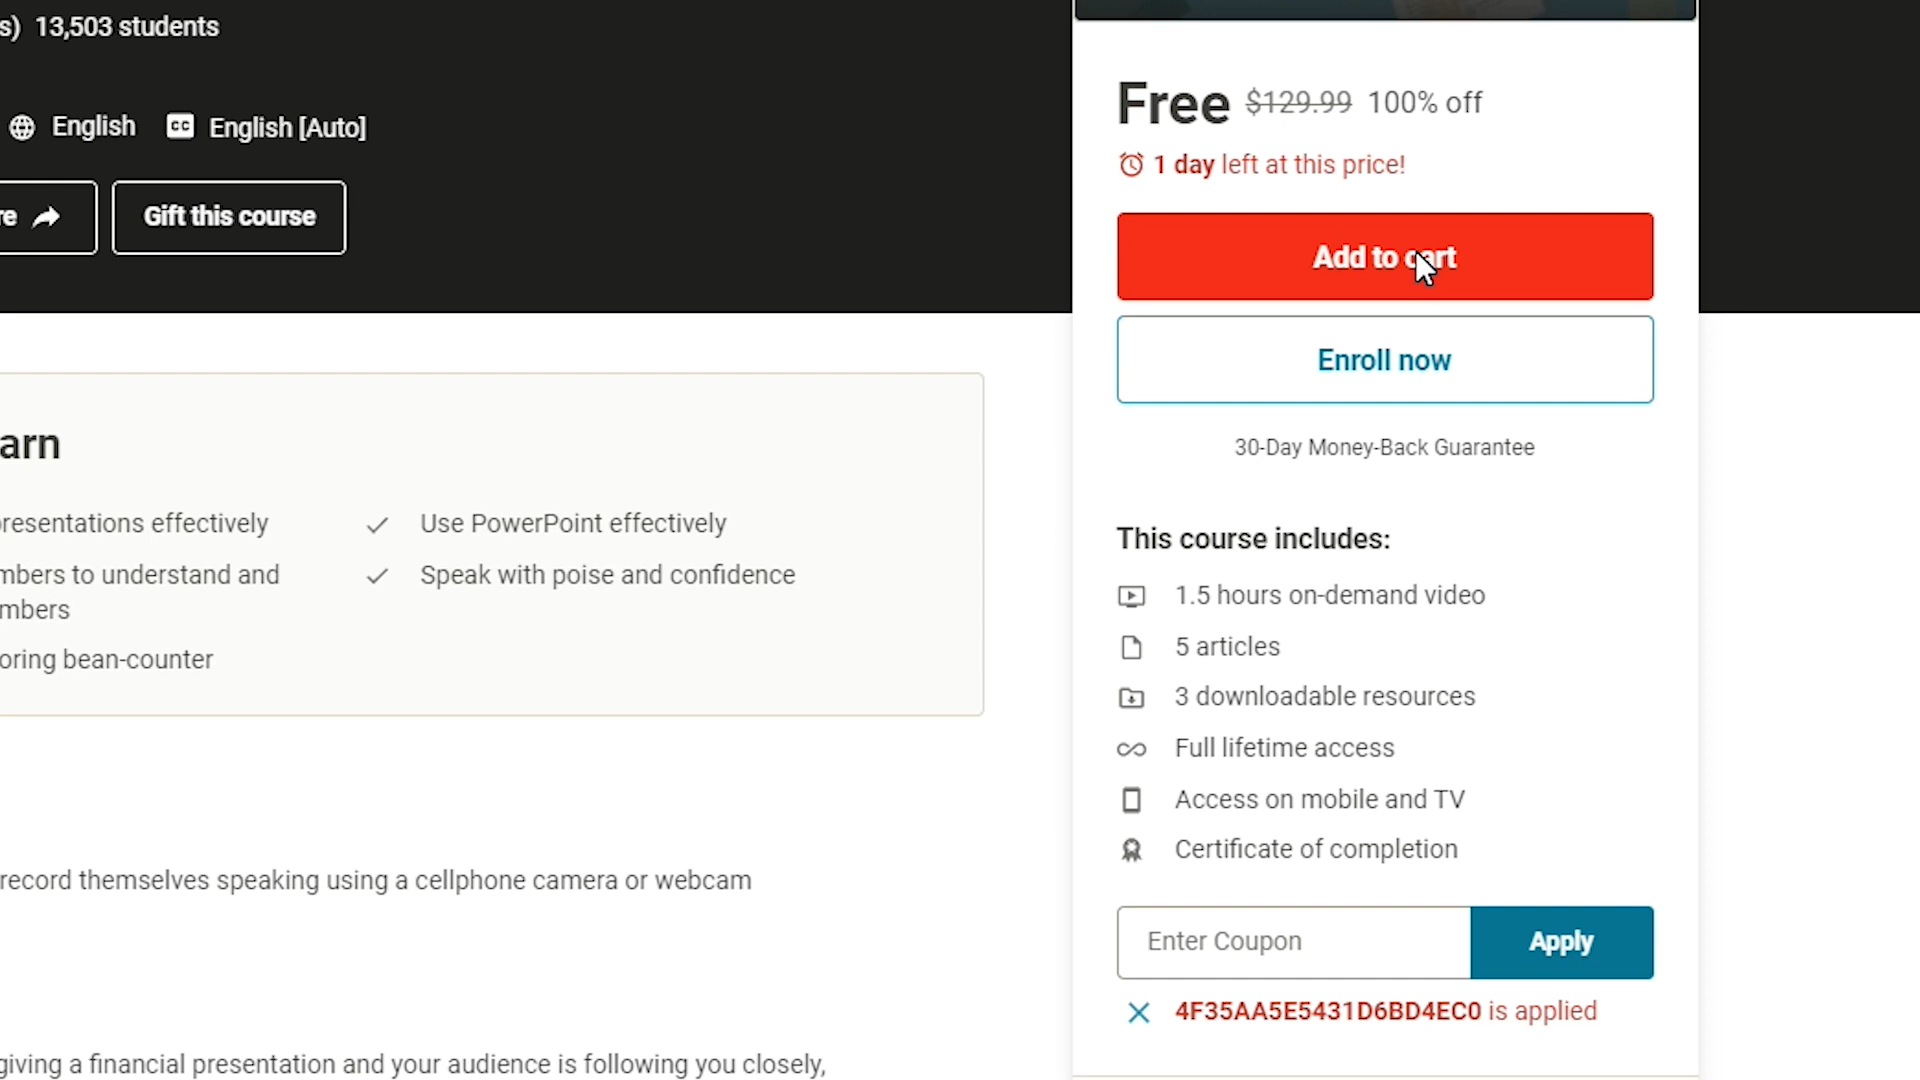 s) 13,503 students
English CC English [Auto]
re Gift this course
Free $129.99 100% off
1 day left at this price!
Add to cart
Enroll now
30-Day Money-Back Guarantee
arn
presentations effectively
mbers to understand and
mbers
oring bean-counter
Use PowerPoint effectively
Speak with poise and confidence
record themselves speaking using a cellphone camera or webcam
giving a financial presentation and your audience is following you closely,
This course includes:
1.5 hours on-demand video
5 articles
3 downloadable resources
Full lifetime access
Access on mobile and TV
Certificate of completion
Enter Coupon Apply
4F35AA5E5431D6BD4EC0 is applied